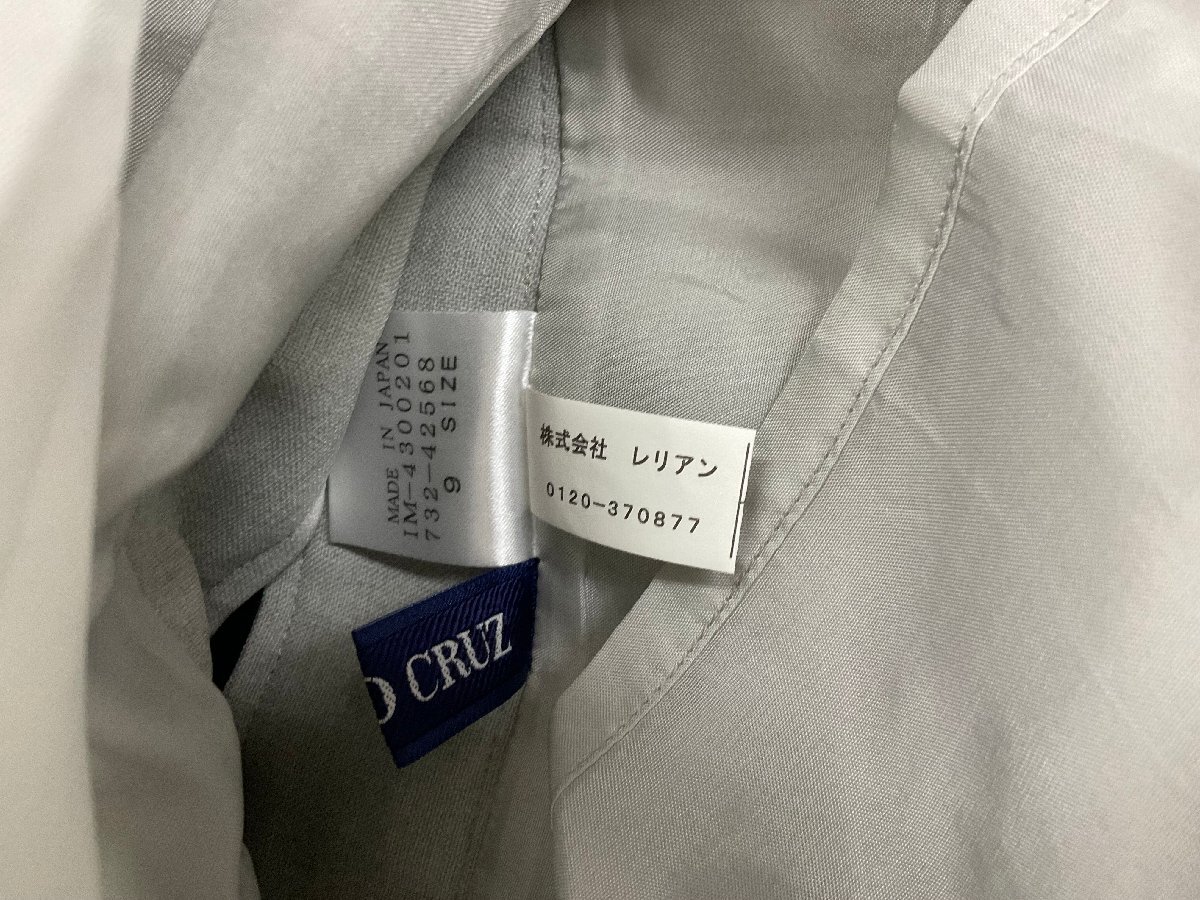 MADE IN JAPAN
IM-4300201
732-42568
9 SIZE
株式会社 レリアン
0120-370877
CRUZ